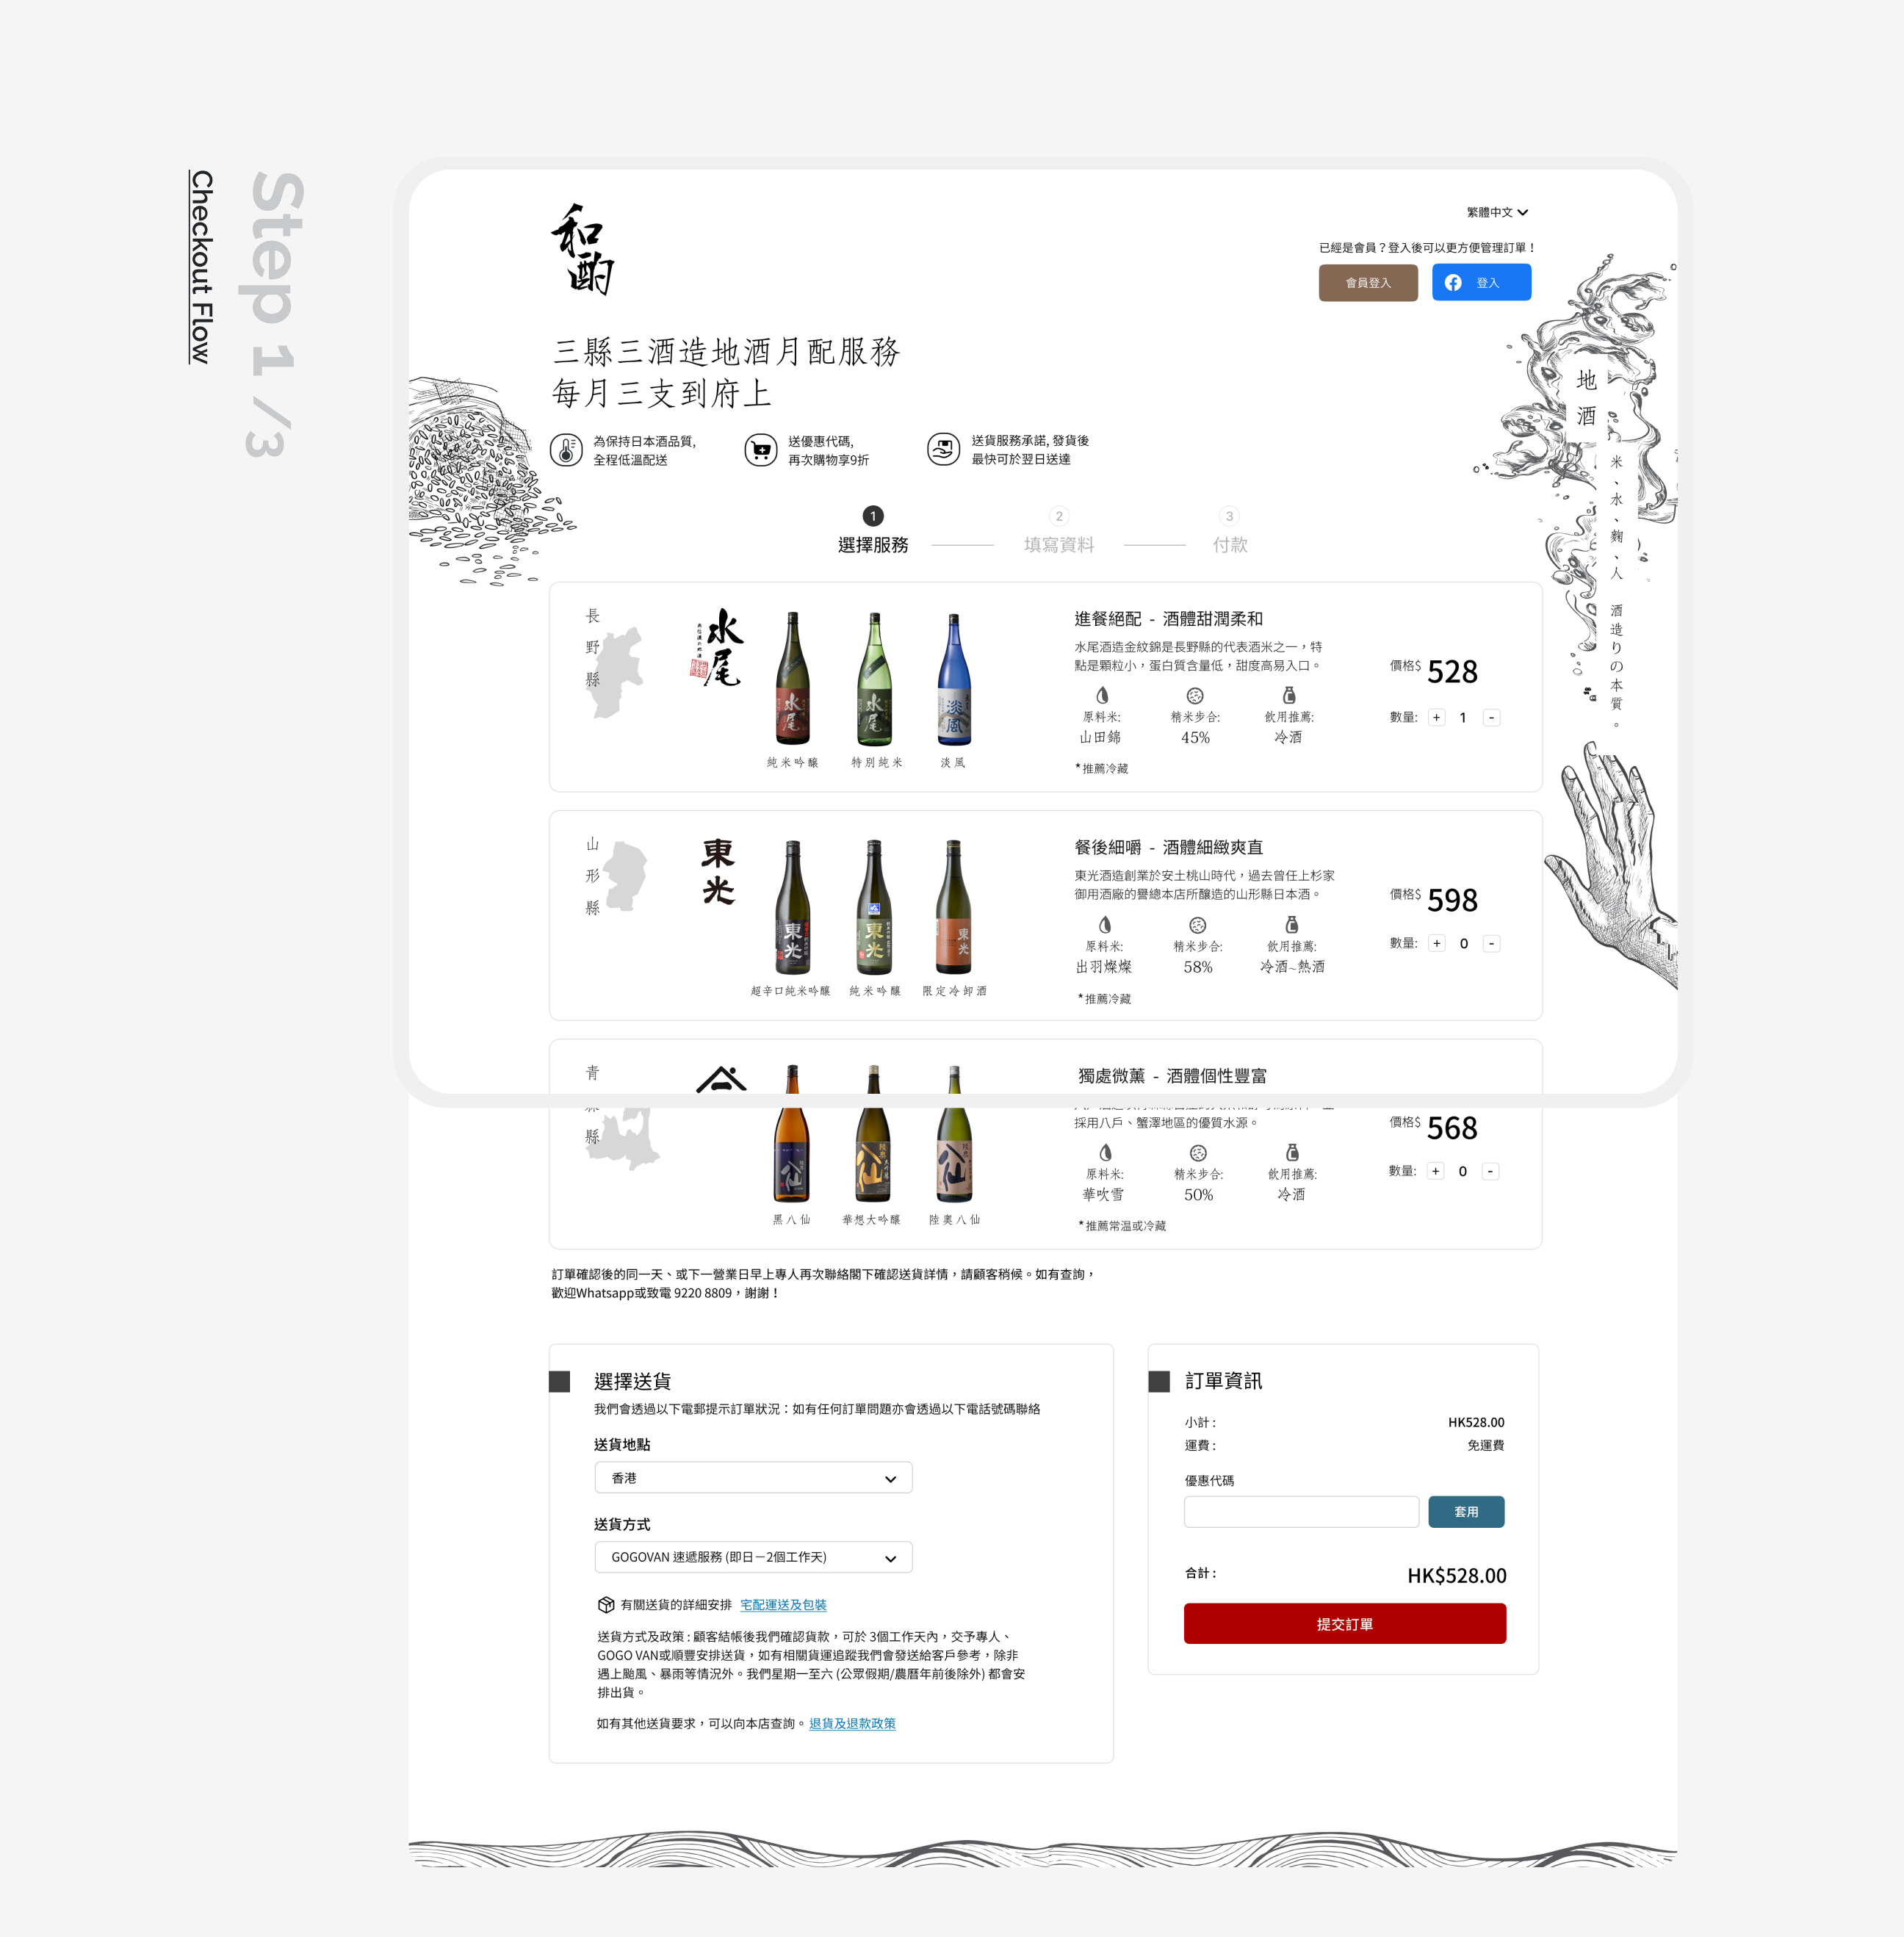 Step 1 / 3
Checkout Flow
和酌
繁體中文
已經是會員？登入後可以更方便管理訂單！
會員登入
登入
三縣三酒造地酒月配服務
每月三支到府上
為保持日本酒品質,
全程低溫配送
送優惠代碼,
再次購物享9折
送貨服務承諾, 發貨後
最快可於翌日送達
地酒
米、水、麴、人 酒造りの本質。
1
選擇服務
2
填寫資料
3
付款
長野縣
水尾
水尾
水尾
淡風
純米吟釀
特別純米
淡風
進餐絕配 - 酒體甜潤柔和
水尾酒造金紋錦是長野縣的代表酒米之一，特
點是顆粒小，蛋白質含量低，甜度高易入口。
原料米:
山田錦
精米步合:
45%
飲用推薦:
冷酒
*推薦冷藏
價格$ 528
數量: + 1 -
山形縣
東光
東光
東光
東光
超辛口純米吟釀
純米吟釀
限定冷卸酒
餐後細嚼 - 酒體細緻爽直
東光酒造創業於安土桃山時代，過去曾任上杉家
御用酒廠的譽總本店所釀造的山形縣日本酒。
原料米:
出羽燦燦
精米步合:
58%
飲用推薦:
冷酒~熱酒
*推薦冷藏
價格$ 598
數量: + 0 -
青
縣
八仙
八仙
八仙
黑八仙
華想大吟釀
陸奧八仙
獨處微薰 - 酒體個性豐富
採用八戶、蟹澤地區的優質水源。
原料米:
華吹雪
精米步合:
50%
飲用推薦:
冷酒
*推薦常温或冷藏
價格$ 568
數量: + 0 -
訂單確認後的同一天、或下一營業日早上專人再次聯絡閣下確認送貨詳情，請顧客稍候。如有查詢，
歡迎Whatsapp或致電 9220 8809，謝謝！
選擇送貨
我們會透過以下電郵提示訂單狀況：如有任何訂單問題亦會透過以下電話號碼聯絡
送貨地點
香港
送貨方式
GOGOVAN 速遞服務 (即日－2個工作天)
有關送貨的詳細安排 宅配運送及包裝
送貨方式及政策 : 顧客結帳後我們確認貨款，可於 3個工作天內，交予專人、
GOGO VAN或順豐安排送貨，如有相關貨運追蹤我們會發送給客戶參考，除非
遇上颱風、暴雨等情況外。我們星期一至六 (公眾假期/農曆年前後除外) 都會安
排出貨。
如有其他送貨要求，可以向本店查詢。退貨及退款政策
訂單資訊
小計 : HK528.00
運費 : 免運費
優惠代碼
套用
合計 : HK$528.00
提交訂單